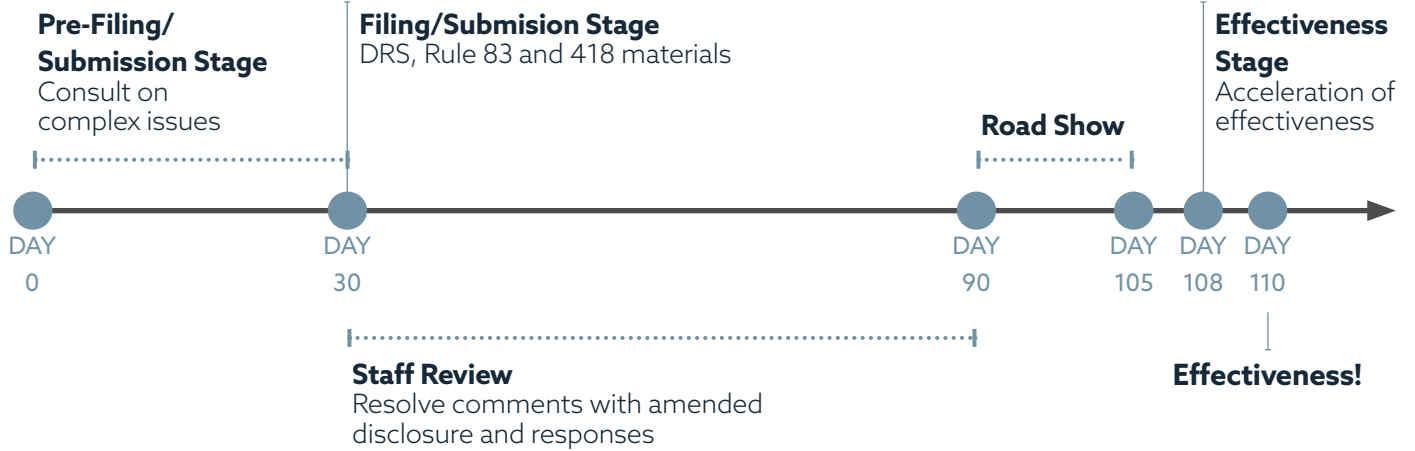 Pre-Filing/
Submission Stage
Consult on
complex issues
Filing/Submision Stage
DRS, Rule 83 and 418 materials
Road Show
Effectiveness
Stage
Acceleration of
effectiveness
DAY
0
DAY
30
DAY
90
DAY
105
DAY
108
DAY
110
Staff Review
Resolve comments with amended
disclosure and responses
Effectiveness!